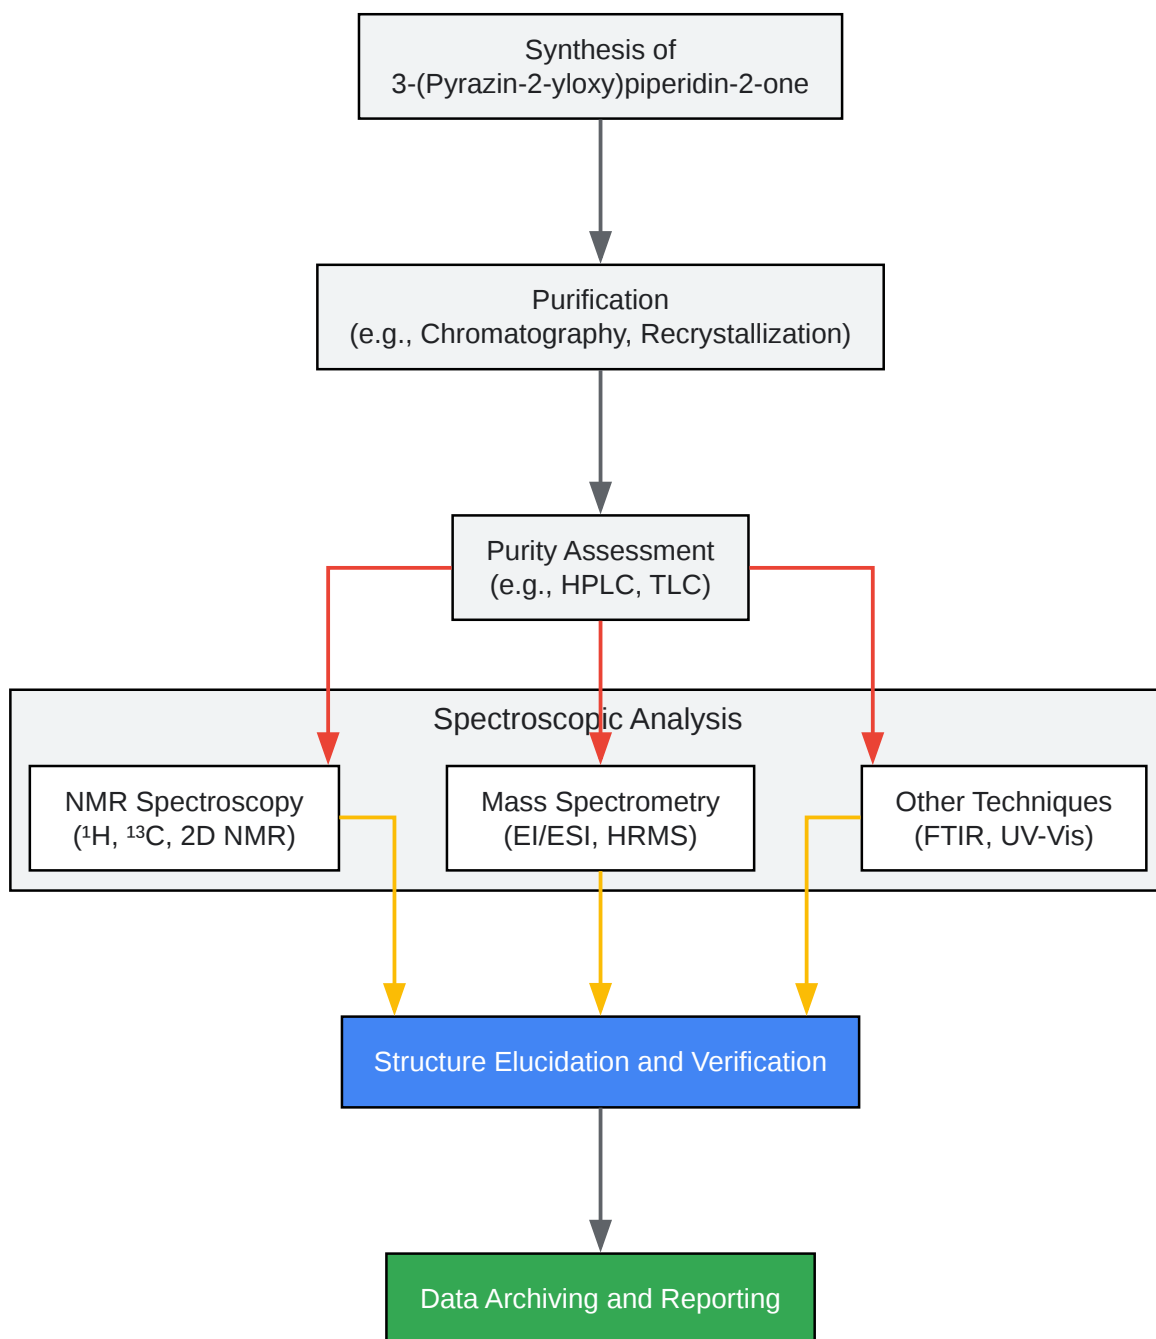 Synthesis of
3-(Pyrazin-2-yloxy)piperidin-2-one
Purification
(e.g., Chromatography, Recrystallization)
Purity Assessment
(e.g., HPLC, TLC)
Spectroscopic Analysis
NMR Spectroscopy
(¹H, ¹³C, 2D NMR)
Mass Spectrometry
(EI/ESI, HRMS)
Other Techniques
(FTIR, UV-Vis)
Structure Elucidation and Verification
Data Archiving and Reporting